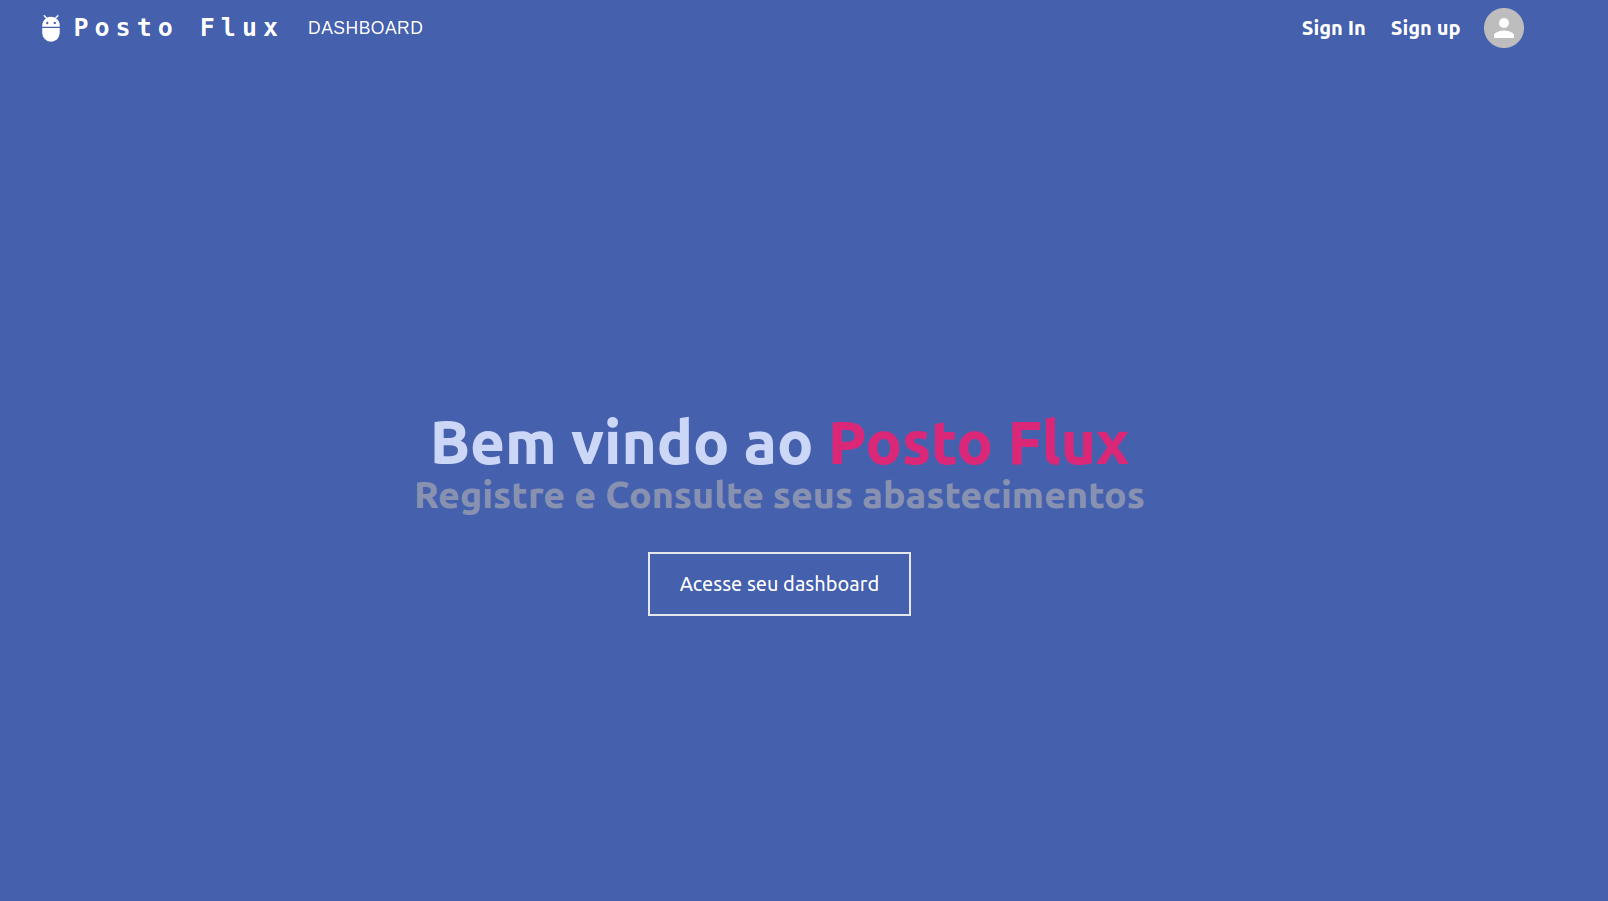 Posto Flux DASHBOARD Sign In Sign up
Bem vindo ao Posto Flux
Registre e Consulte seus abastecimentos
Acesse seu dashboard